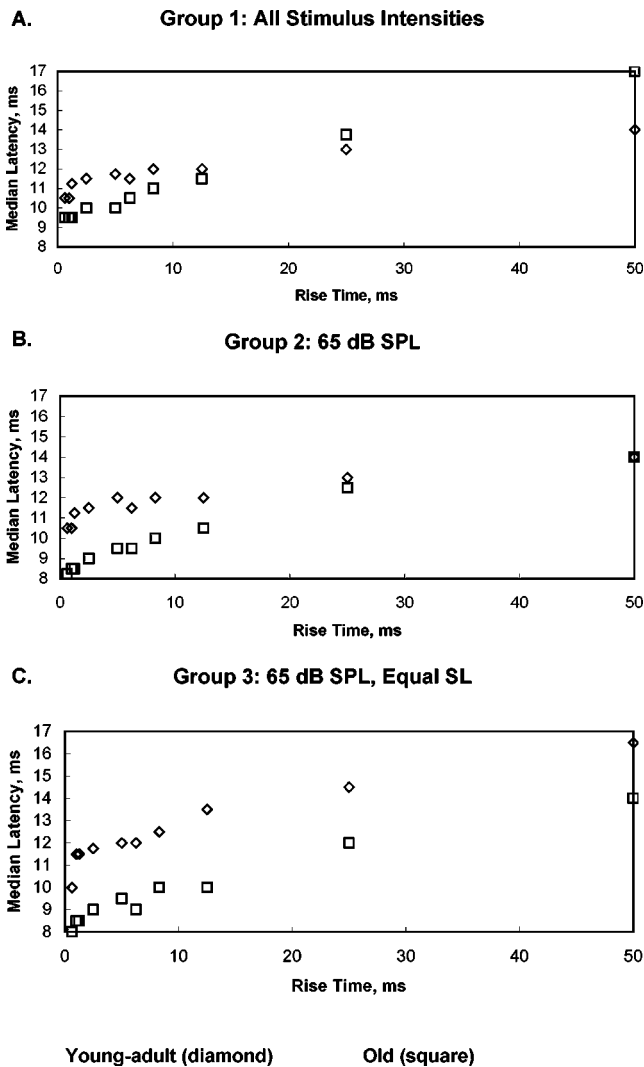 A.
Group 1: All Stimulus Intensities
Median Latency, ms
17
16
15
14
13
12
11
10
9
8
0 10 20 30 40 50
Rise Time, ms
B.
Group 2: 65 dB SPL
Median Latency, ms
17
16
15
14
13
12
11
10
9
8
0 10 20 30 40 50
Rise Time, ms
C.
Group 3: 65 dB SPL, Equal SL
Median Latency, ms
17
16
15
14
13
12
11
10
9
8
0 10 20 30 40 50
Rise Time, ms
Young-adult (diamond) Old (square)